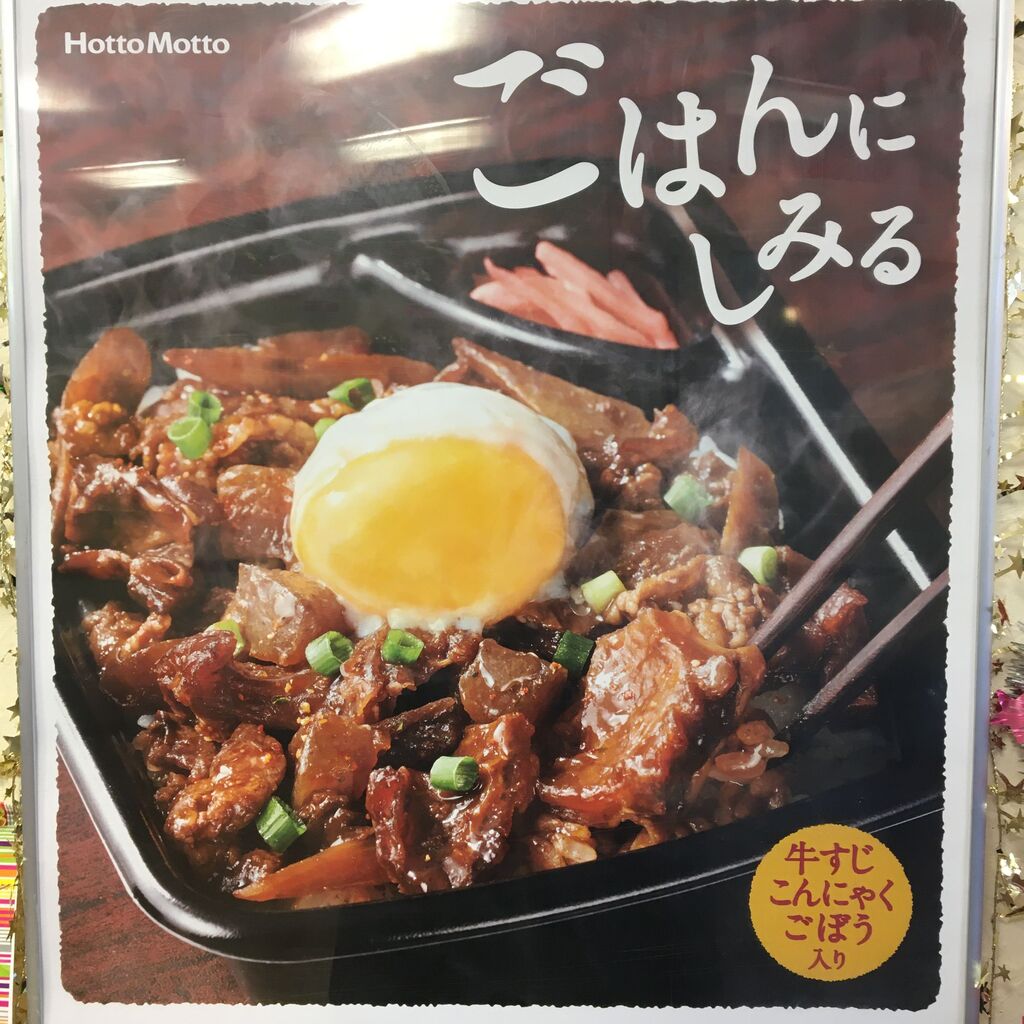 HottoMotto
ごはんに
しみる
牛すじ
こんにゃく
ごぼう
入り